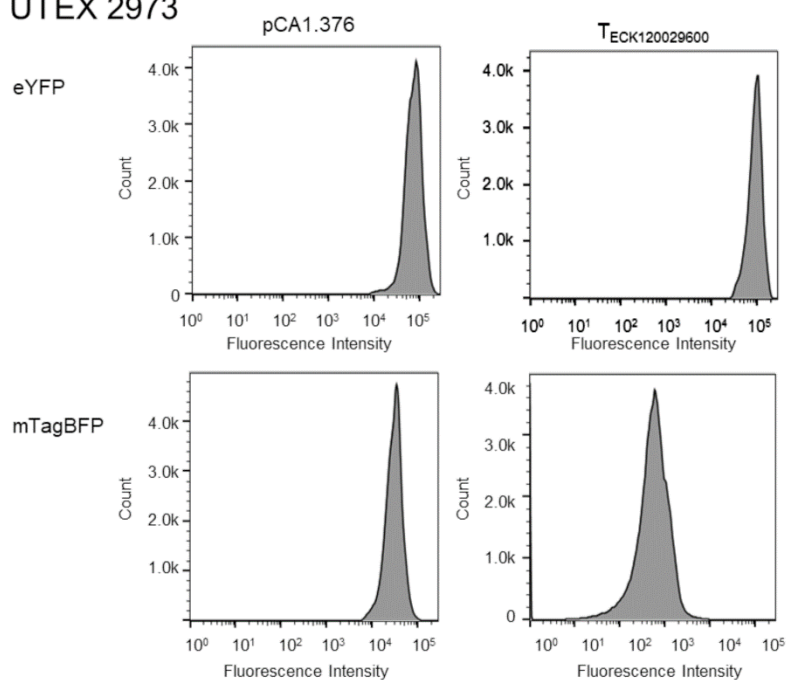 UTEX 2973
pCA1.376
T_ECK120029600
eYFP
4.0k
3.0k
2.0k
1.0k
0
Count
10⁰ 10¹ 10² 10³ 10⁴ 10⁵
Fluorescence Intensity
4.0k
3.0k
2.0k
1.0k
Count
10⁰ 10¹ 10² 10³ 10⁴ 10⁵
Fluorescence Intensity
mTagBFP
4.0k
3.0k
2.0k
1.0k
Count
10⁰ 10¹ 10² 10³ 10⁴ 10⁵
Fluorescence Intensity
4.0k
3.0k
2.0k
1.0k
0
Count
10⁰ 10¹ 10² 10³ 10⁴ 10⁵
Fluorescence Intensity